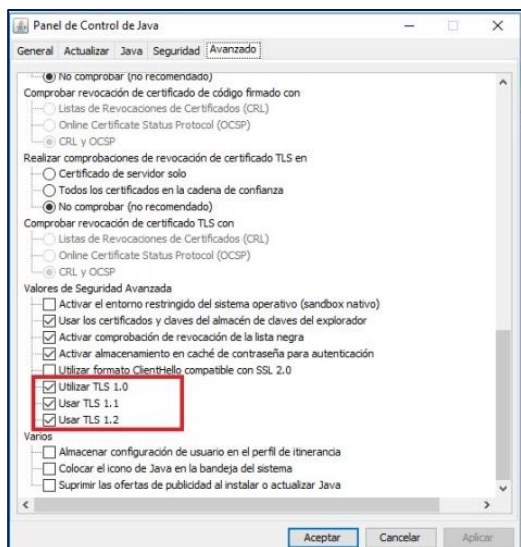 Panel de Control de Java
General Actualizar Java Seguridad Avanzado
No comprobar (no recomendado)
Comprobar revocación de certificado de código firmado con
Listas de Revocaciones de Certificados (CRL)
Online Certificate Status Protocol (OCSP)
CRL y OCSP
Realizar comprobaciones de revocación de certificado TLS en
Certificado de servidor solo
Todos los certificados en la cadena de confianza
No comprobar (no recomendado)
Comprobar revocación de certificado TLS con
Listas de Revocaciones de Certificados (CRL)
Online Certificate Status Protocol (OCSP)
CRL y OCSP
Valores de Seguridad Avanzada
Activar el entorno restringido del sistema operativo (sandbox nativo)
Usar los certificados y claves del almacén de claves del explorador
Activar comprobación de revocación de la lista negra
Activar almacenamiento en caché de contraseña para autenticación
Utilizar formato ClientHello compatible con SSL 2.0
Utilizar TLS 1.0
Usar TLS 1.1
Usar TLS 1.2
Varios
Almacenar configuración de usuario en el perfil de itinerancia
Colocar el icono de Java en la bandeja del sistema
Suprimir las ofertas de publicidad al instalar o actualizar Java
Aceptar Cancelar Aplicar